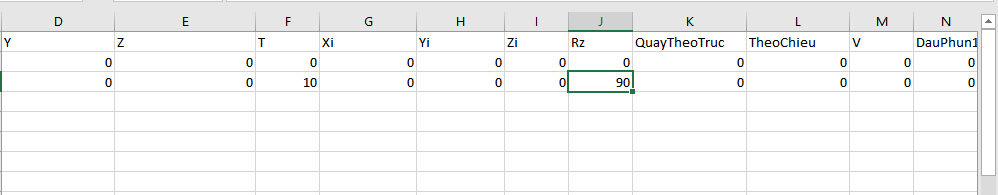 D E F G H I J K L M N
Y Z T Xi Yi Zi Rz QuayTheoTruc TheoChieu V DauPhun1
0 0 0 0 0 0 0 0 0 0 0
0 0 10 0 0 0 90 0 0 0 0